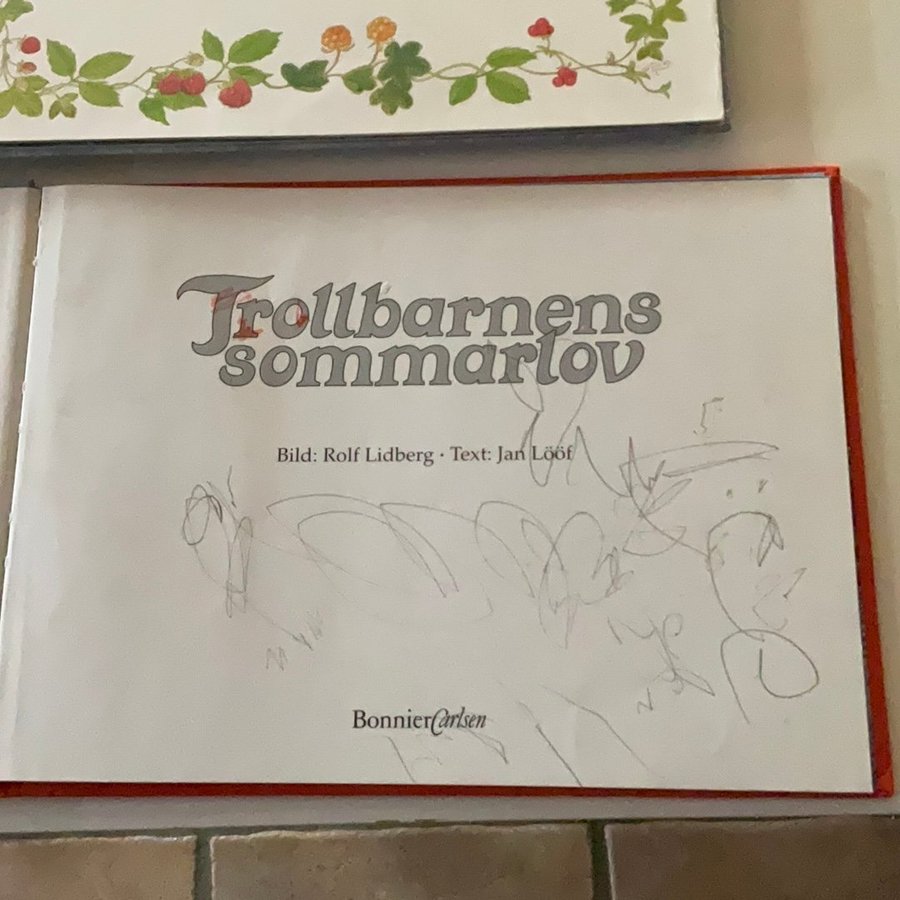 Trollbarnens
sommarlov
Bild: Rolf Lidberg · Text: Jan Lööf
BonnierCarlsen